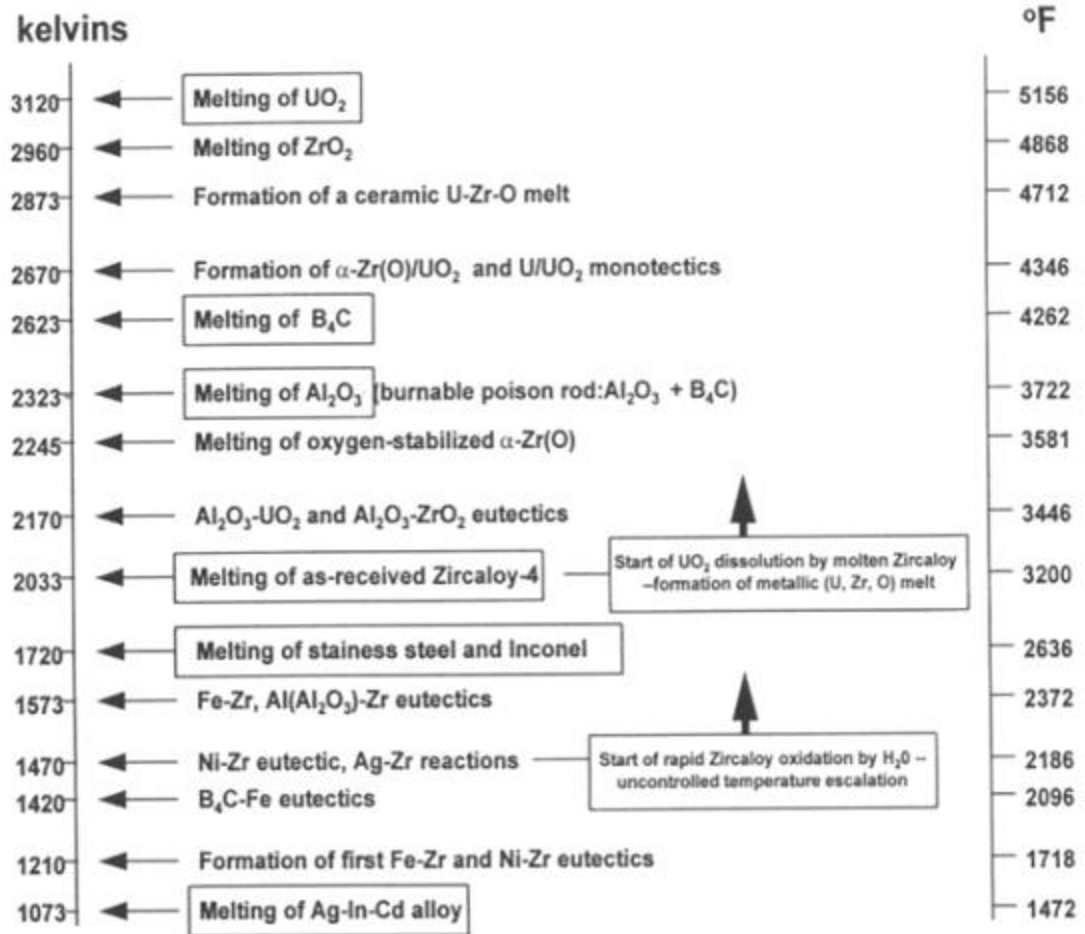 kelvins
°F
3120 Melting of UO₂ 5156
2960 Melting of ZrO₂ 4868
2873 Formation of a ceramic U-Zr-O melt 4712
2670 Formation of α-Zr(O)/UO₂ and U/UO₂ monotectics 4346
2623 Melting of B₄C 4262
2323 Melting of Al₂O₃ (burnable poison rod:Al₂O₃ + B₄C) 3722
2245 Melting of oxygen-stabilized α-Zr(O) 3581
2170 Al₂O₃-UO₂ and Al₂O₃-ZrO₂ eutectics 3446
2033 Melting of as-received Zircaloy-4 3200
Start of UO₂ dissolution by molten Zircaloy
–formation of metallic (U, Zr, O) melt
1720 Melting of stainess steel and Inconel 2636
1573 Fe-Zr, Al(Al₂O₃)-Zr eutectics 2372
1470 Ni-Zr eutectic, Ag-Zr reactions 2186
Start of rapid Zircaloy oxidation by H₂0 –
uncontrolled temperature escalation
1420 B₄C-Fe eutectics 2096
1210 Formation of first Fe-Zr and Ni-Zr eutectics 1718
1073 Melting of Ag-In-Cd alloy 1472